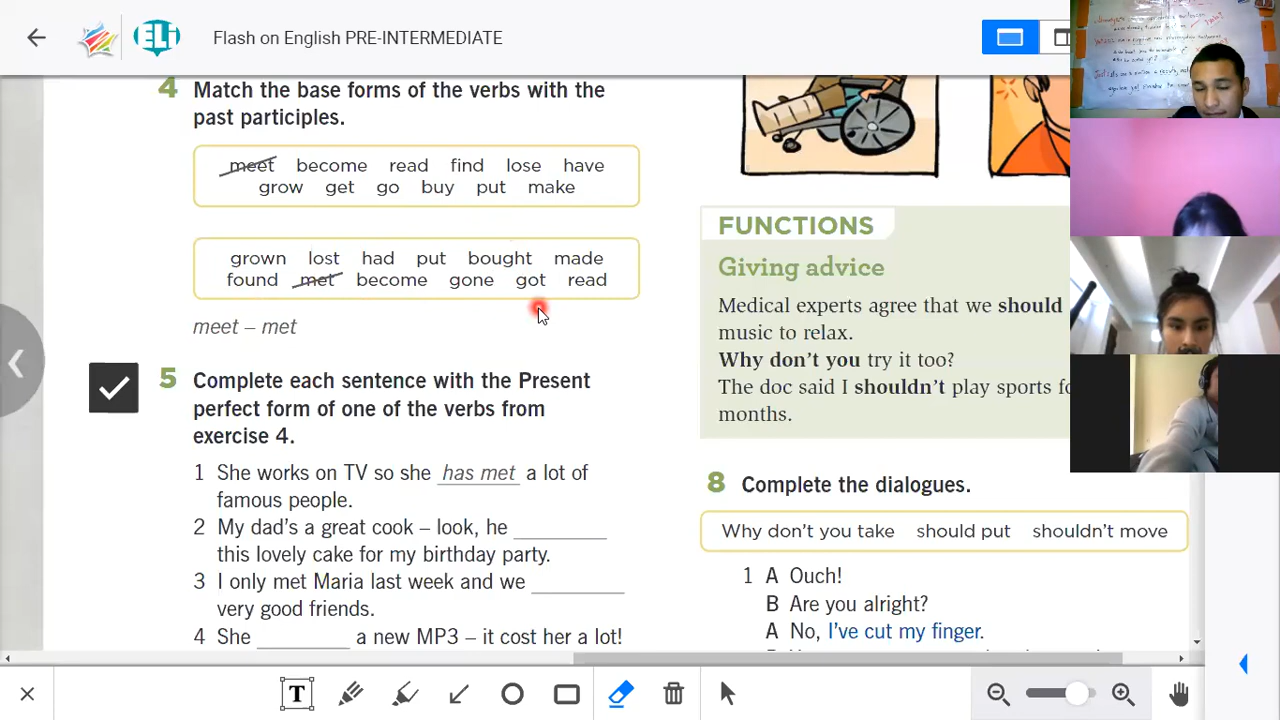 ELi
Flash on English PRE-INTERMEDIATE
4 Match the base forms of the verbs with the
past participles.
meet become read find lose have
grow get go buy put make
grown lost had put bought made
found met become gone got read
meet – met
5 Complete each sentence with the Present
perfect form of one of the verbs from
exercise 4.
1 She works on TV so she has met a lot of
famous people.
2 My dad's a great cook – look, he ________
this lovely cake for my birthday party.
3 I only met Maria last week and we ________
very good friends.
4 She ________ a new MP3 – it cost her a lot!
FUNCTIONS
Giving advice
Medical experts agree that we should
music to relax.
Why don't you try it too?
The doc said I shouldn't play sports fo
months.
8 Complete the dialogues.
Why don't you take should put shouldn't move
1 A Ouch!
B Are you alright?
A No, I've cut my finger.
T